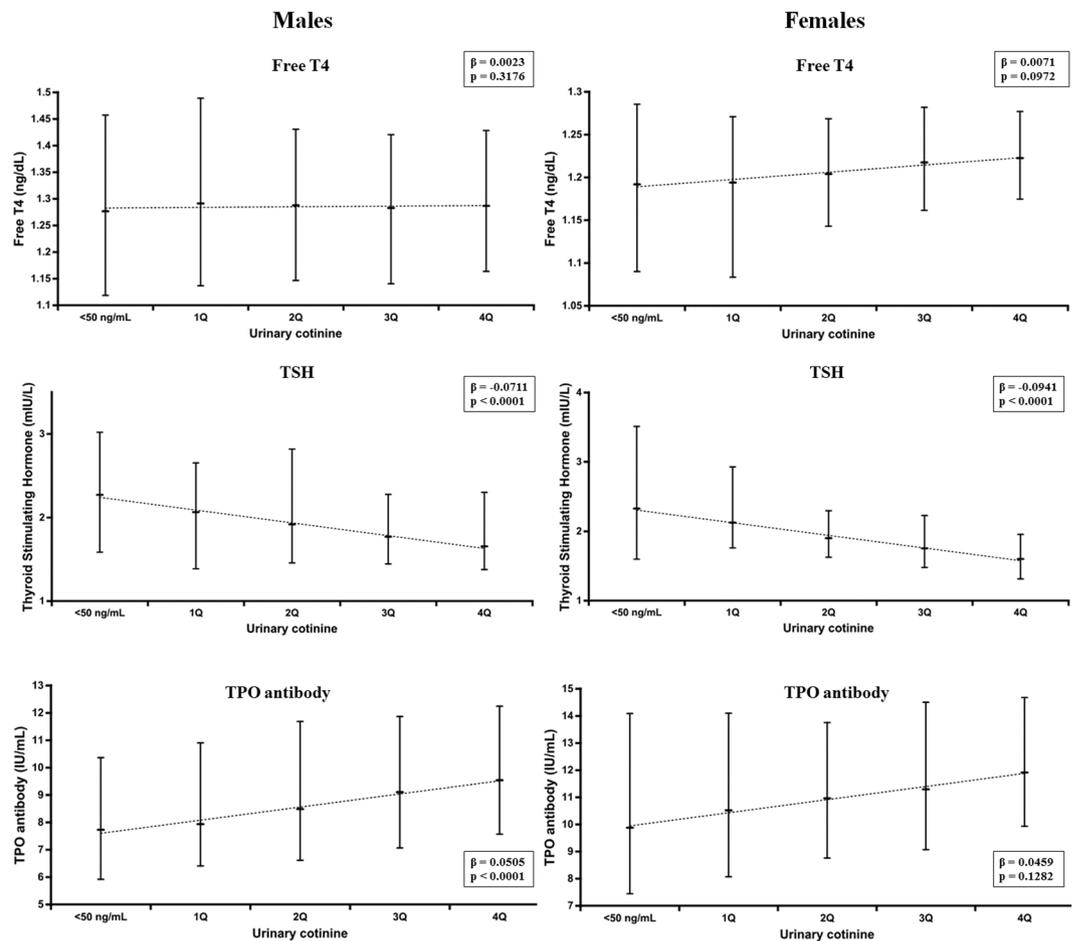 Males
Females
Free T4
β = 0.0023
p = 0.3176
1.5
1.45
1.4
1.35
1.3
1.25
1.2
1.15
1.1
Free T4 (ng/dL)
<50 ng/mL 1Q 2Q 3Q 4Q
Urinary cotinine
Free T4
β = 0.0071
p = 0.0972
1.3
1.25
1.2
1.15
1.1
1.05
Free T4 (ng/dL)
<50 ng/mL 1Q 2Q 3Q 4Q
Urinary cotinine
TSH
β = -0.0711
p < 0.0001
3
2
1
Thyroid Stimulating Hormone (mIU/L)
<50 ng/mL 1Q 2Q 3Q 4Q
Urinary cotinine
TSH
β = -0.0941
p < 0.0001
4
3
2
1
Thyroid Stimulating Hormone (mIU/L)
<50 ng/mL 1Q 2Q 3Q 4Q
Urinary cotinine
TPO antibody
13
12
11
10
9
8
7
6
5
TPO antibody (IU/mL)
β = 0.0505
p < 0.0001
<50 ng/mL 1Q 2Q 3Q 4Q
Urinary cotinine
TPO antibody
15
14
13
12
11
10
9
8
7
TPO antibody (IU/mL)
β = 0.0459
p = 0.1282
<50 ng/mL 1Q 2Q 3Q 4Q
Urinary cotinine